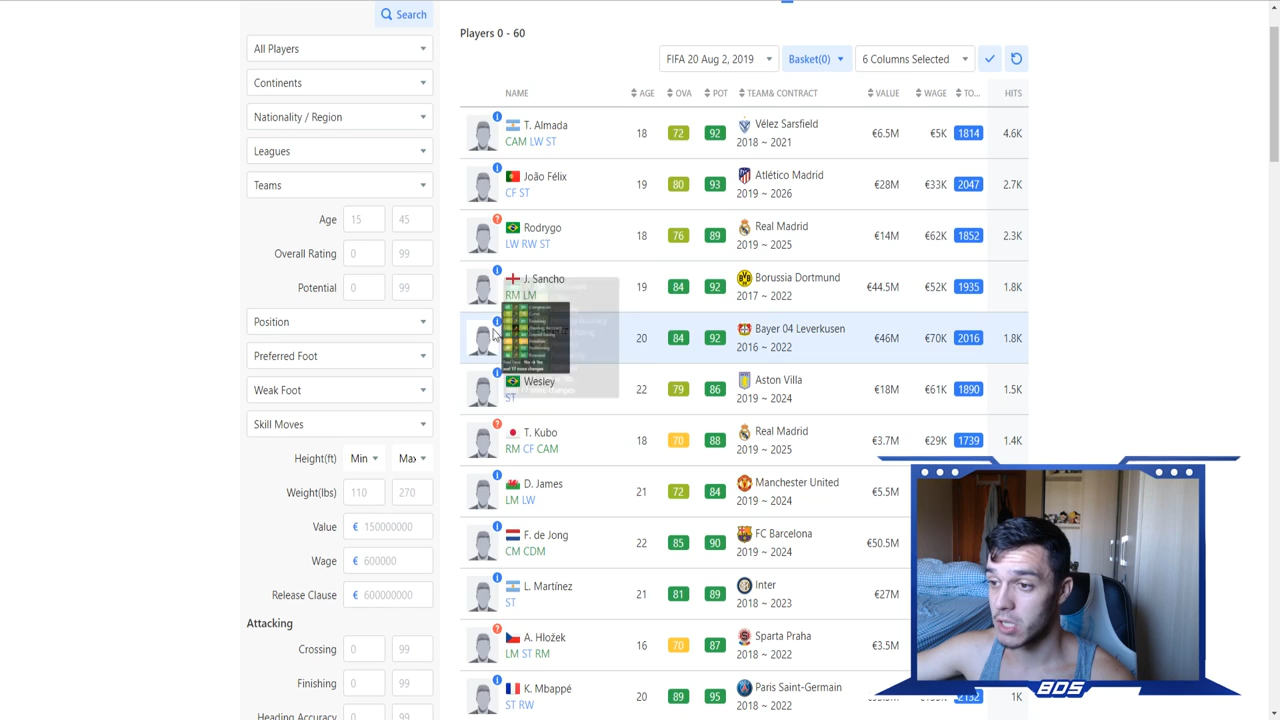 Search
Players 0 - 60
All Players
FIFA 20 Aug 2, 2019
Basket(0)
6 Columns Selected
Continents
NAME AGE OVA POT TEAM& CONTRACT VALUE WAGE TO... HITS
Nationality / Region
T. Almada
CAM LW ST
18 72 92
Vélez Sarsfield
2018 ~ 2021
€6.5M €5K 1814 4.6K
Leagues
João Félix
CF ST
19 80 93
Atlético Madrid
2019 ~ 2026
€28M €33K 2047 2.7K
Teams
Age 15 45
Rodrygo
LW RW ST
18 76 89
Real Madrid
2019 ~ 2025
€14M €62K 1852 2.3K
Overall Rating 0 99
Potential 0 99
J. Sancho
RM LM
19 84 92
Borussia Dortmund
2017 ~ 2022
€44.5M €52K 1935 1.8K
Position
20 84 92
Bayer 04 Leverkusen
2016 ~ 2022
€46M €70K 2016 1.8K
Preferred Foot
Weak Foot
Wesley
ST
22 79 86
Aston Villa
2019 ~ 2024
€18M €61K 1890 1.5K
Skill Moves
T. Kubo
RM CF CAM
18 70 88
Real Madrid
2019 ~ 2025
€3.7M €29K 1739 1.4K
Height(ft) Min Max
Weight(lbs) 110 270
D. James
LM LW
21 72 84
Manchester United
2019 ~ 2024
€5.5M
Value € 150000000
Wage € 600000
F. de Jong
CM CDM
22 85 90
FC Barcelona
2019 ~ 2024
€50.5M
Release Clause € 600000000
L. Martínez
ST
21 81 89
Inter
2018 ~ 2023
€27M
Attacking
Crossing 0 99
A. Hložek
LM ST RM
16 70 87
Sparta Praha
2018 ~ 2022
€3.5M
Finishing 0 99
K. Mbappé
ST RW
20 89 95
Paris Saint-Germain
2018 ~ 2022
2132 1K
Heading Accuracy
BDS